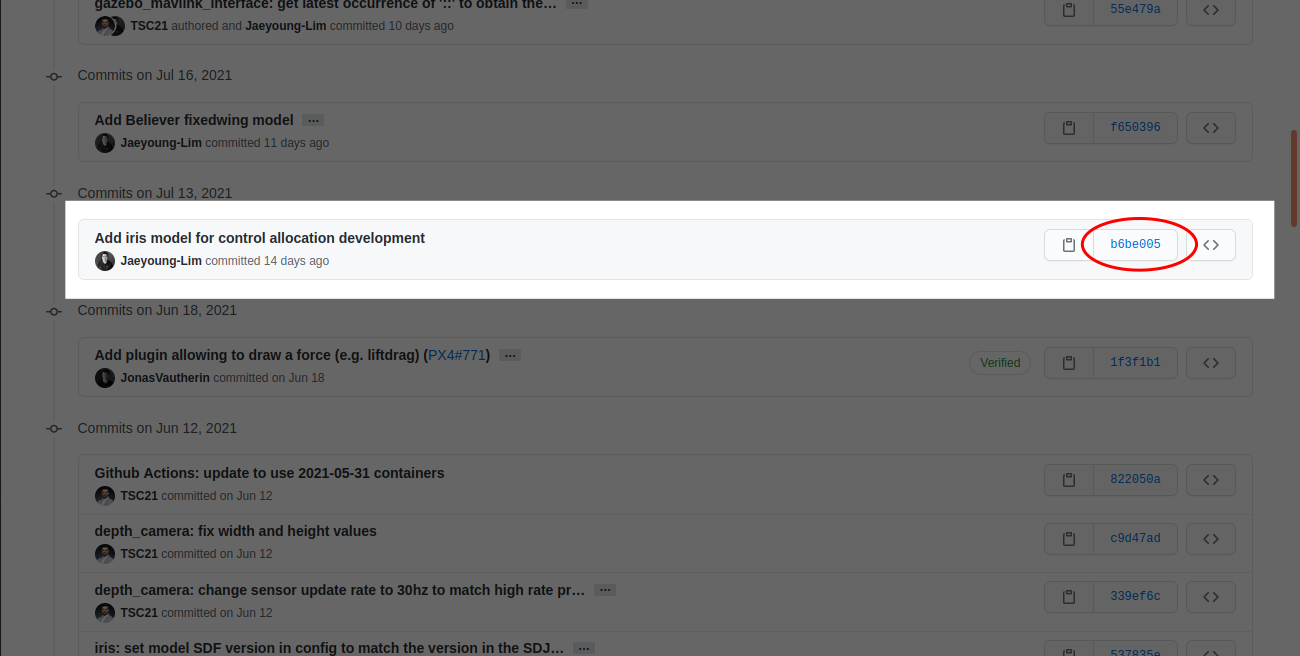 gazebo_mavlink_interface: get latest occurrence of '::' to obtain the… …
TSC21 authored and Jaeyoung-Lim committed 10 days ago
55e479a
Commits on Jul 16, 2021
Add Believer fixedwing model …
Jaeyoung-Lim committed 11 days ago
f650396
Commits on Jul 13, 2021
Add iris model for control allocation development
Jaeyoung-Lim committed 14 days ago
b6be005
Commits on Jun 18, 2021
Add plugin allowing to draw a force (e.g. liftdrag) (PX4#771) …
JonasVautherin committed on Jun 18
Verified
1f3f1b1
Commits on Jun 12, 2021
Github Actions: update to use 2021-05-31 containers
TSC21 committed on Jun 12
822050a
depth_camera: fix width and height values
TSC21 committed on Jun 12
c9d47ad
depth_camera: change sensor update rate to 30hz to match high rate pr… …
TSC21 committed on Jun 12
339ef6c
iris: set model SDF version in config to match the version in the SDJ… …
537835e